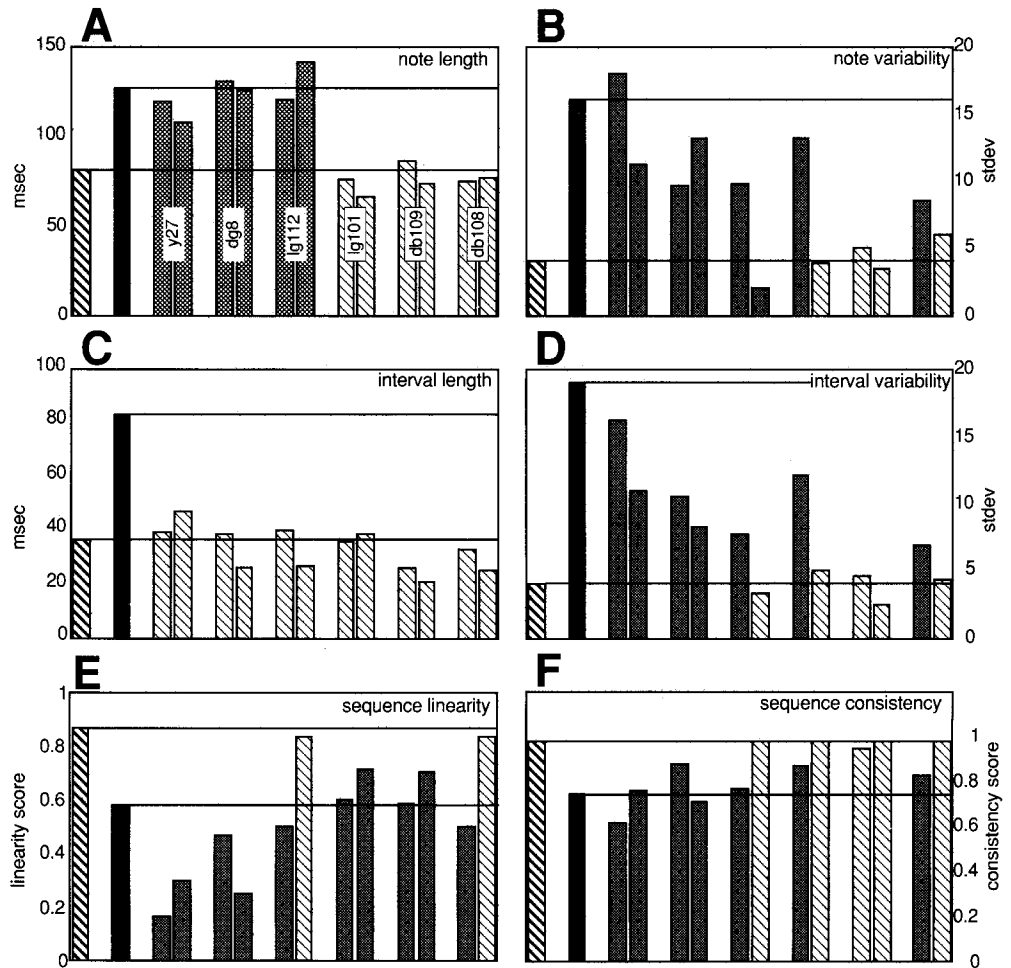 A
B
150
100
50
0
msec
note length
y27
dg8
lg112
lg101
db109
db108
note variability
20
15
10
5
0
stdev
C
D
100
80
60
40
20
0
msec
interval length
interval variability
20
15
10
5
0
stdev
E
F
1
0.8
0.6
0.4
0.2
0
linearity score
sequence linearity
sequence consistency
1
0.8
0.6
0.4
0.2
0
consistency score